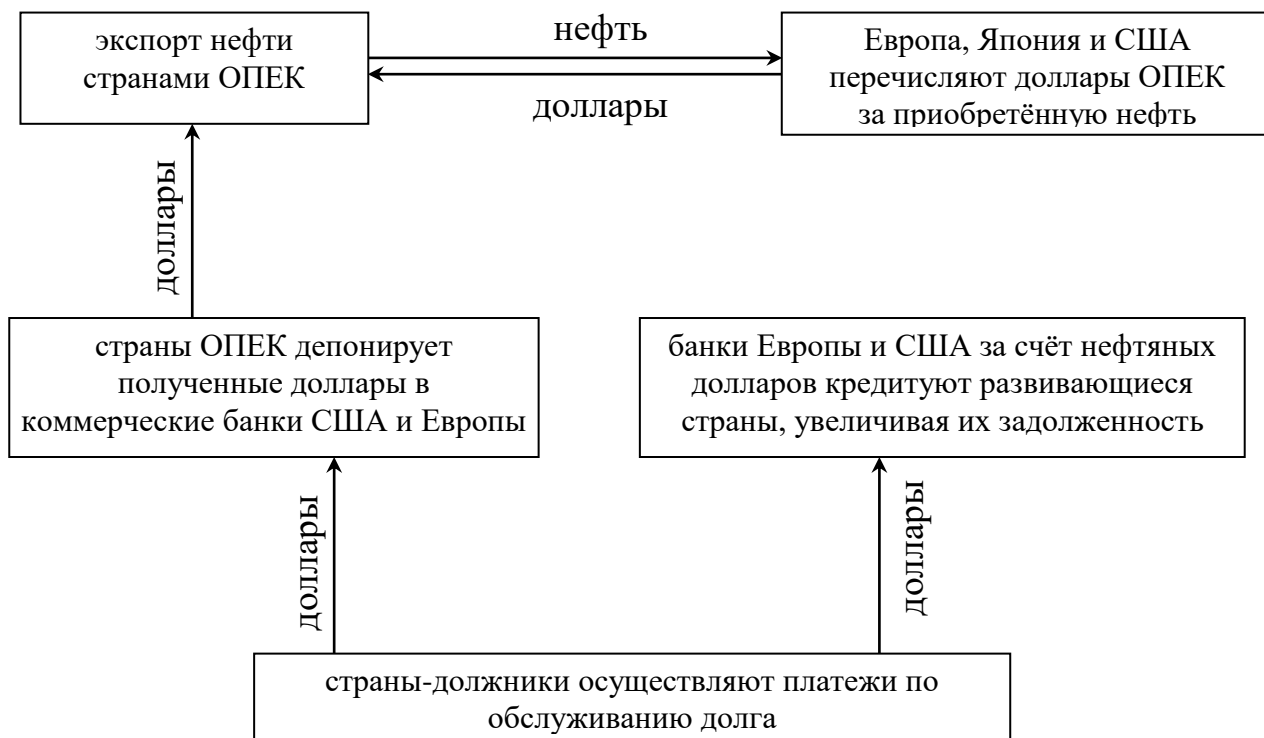 экспорт нефти
странами ОПЕК
нефть
доллары
Европа, Япония и США
перечисляют доллары ОПЕК
за приобретённую нефть
доллары
страны ОПЕК депонирует
полученные доллары в
коммерческие банки США и Европы
банки Европы и США за счёт нефтяных
долларов кредитуют развивающиеся
страны, увеличивая их задолженность
доллары
доллары
страны-должники осуществляют платежи по
обслуживанию долга